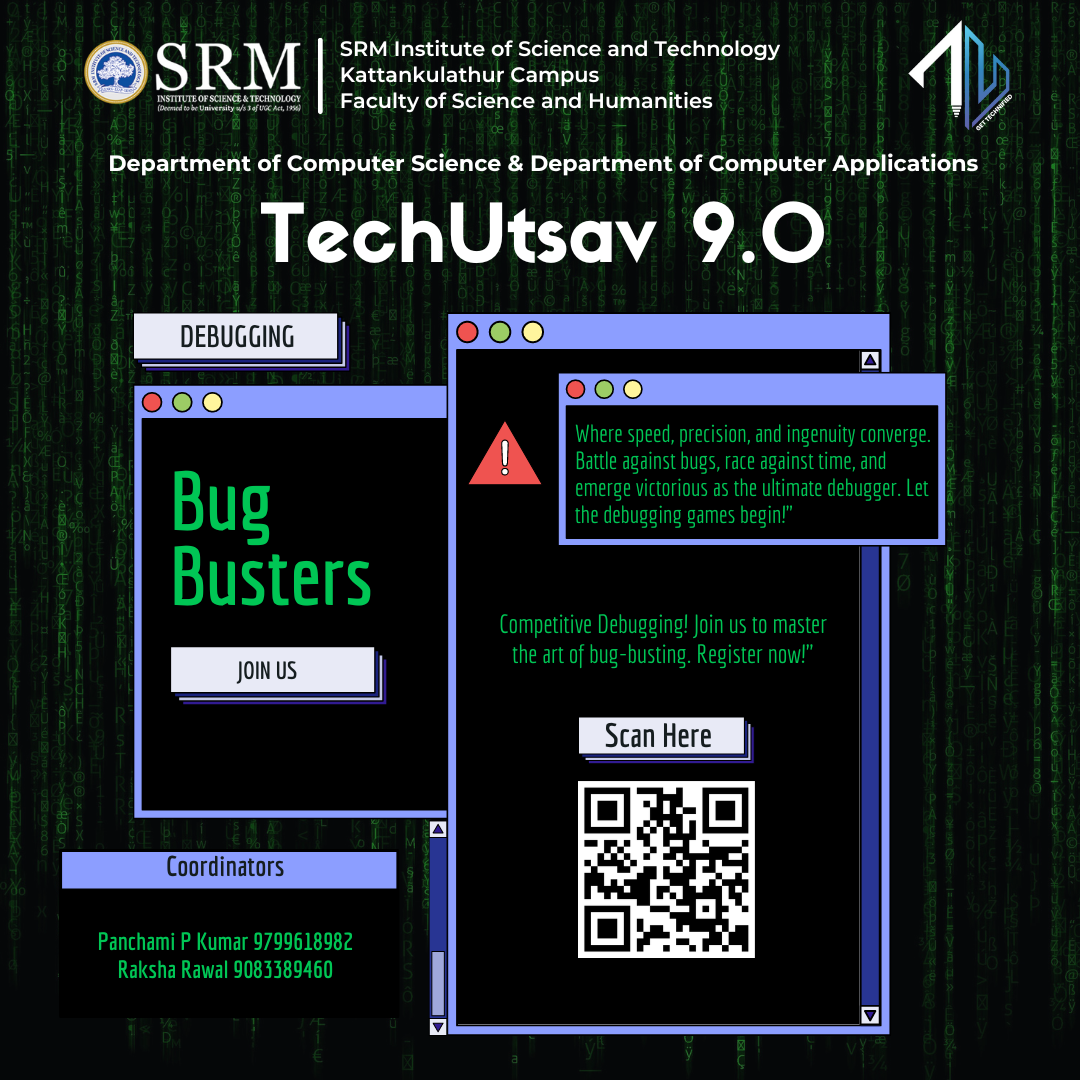 SRM
INSTITUTE OF SCIENCE & TECHNOLOGY
(Deemed to be University u/s 3 of UGC Act, 1956)
SRM Institute of Science and Technology
Kattankulathur Campus
Faculty of Science and Humanities
GET TECHNIFIED
Department of Computer Science & Department of Computer Applications
TechUtsav 9.0
DEBUGGING
Bug
Busters
JOIN US
Where speed, precision, and ingenuity converge.
Battle against bugs, race against time, and
emerge victorious as the ultimate debugger. Let
the debugging games begin!”
Competitive Debugging! Join us to master
the art of bug-busting. Register now!”
Scan Here
Coordinators
Panchami P Kumar 9799618982
Raksha Rawal 9083389460